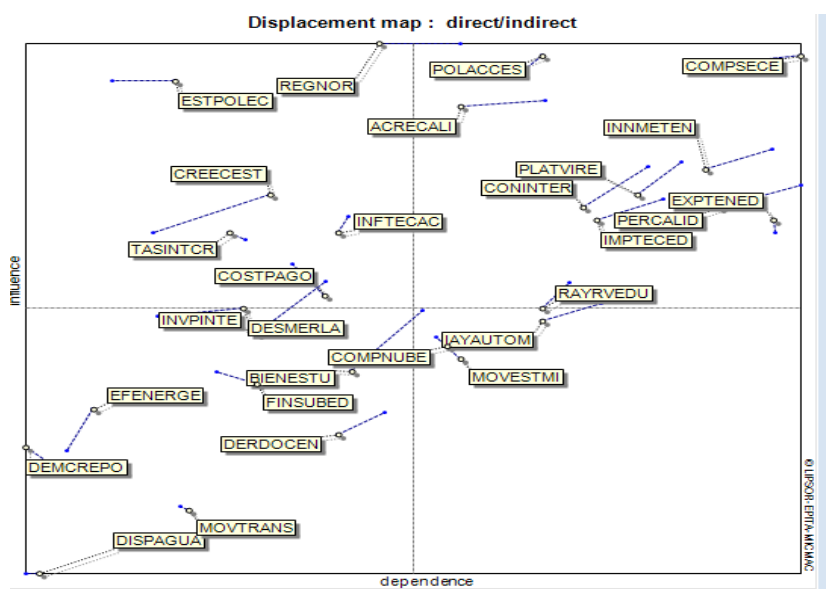 Displacement map : direct/indirect
POLACCES
COMPSECE
REGNOR
ESTPOLEC
ACRECALI
INNMETEN
PLATVIRE
CREECEST
CONINTER
EXPTENED
PERCALID
INFTECAC
IMPTECED
TASINTCR
COSTPAGO
influence
RAYRVEDU
INVPINTE
DESMERLA
IAYAUTOM
COMPNUBE
BIENESTU
MOVESTMI
EFENERGE
FINSUBED
DERDOCEN
DEMCREPO
MOVTRANS
DISPAGUA
© LIPSOR-EPITA-MICMAC
dependence